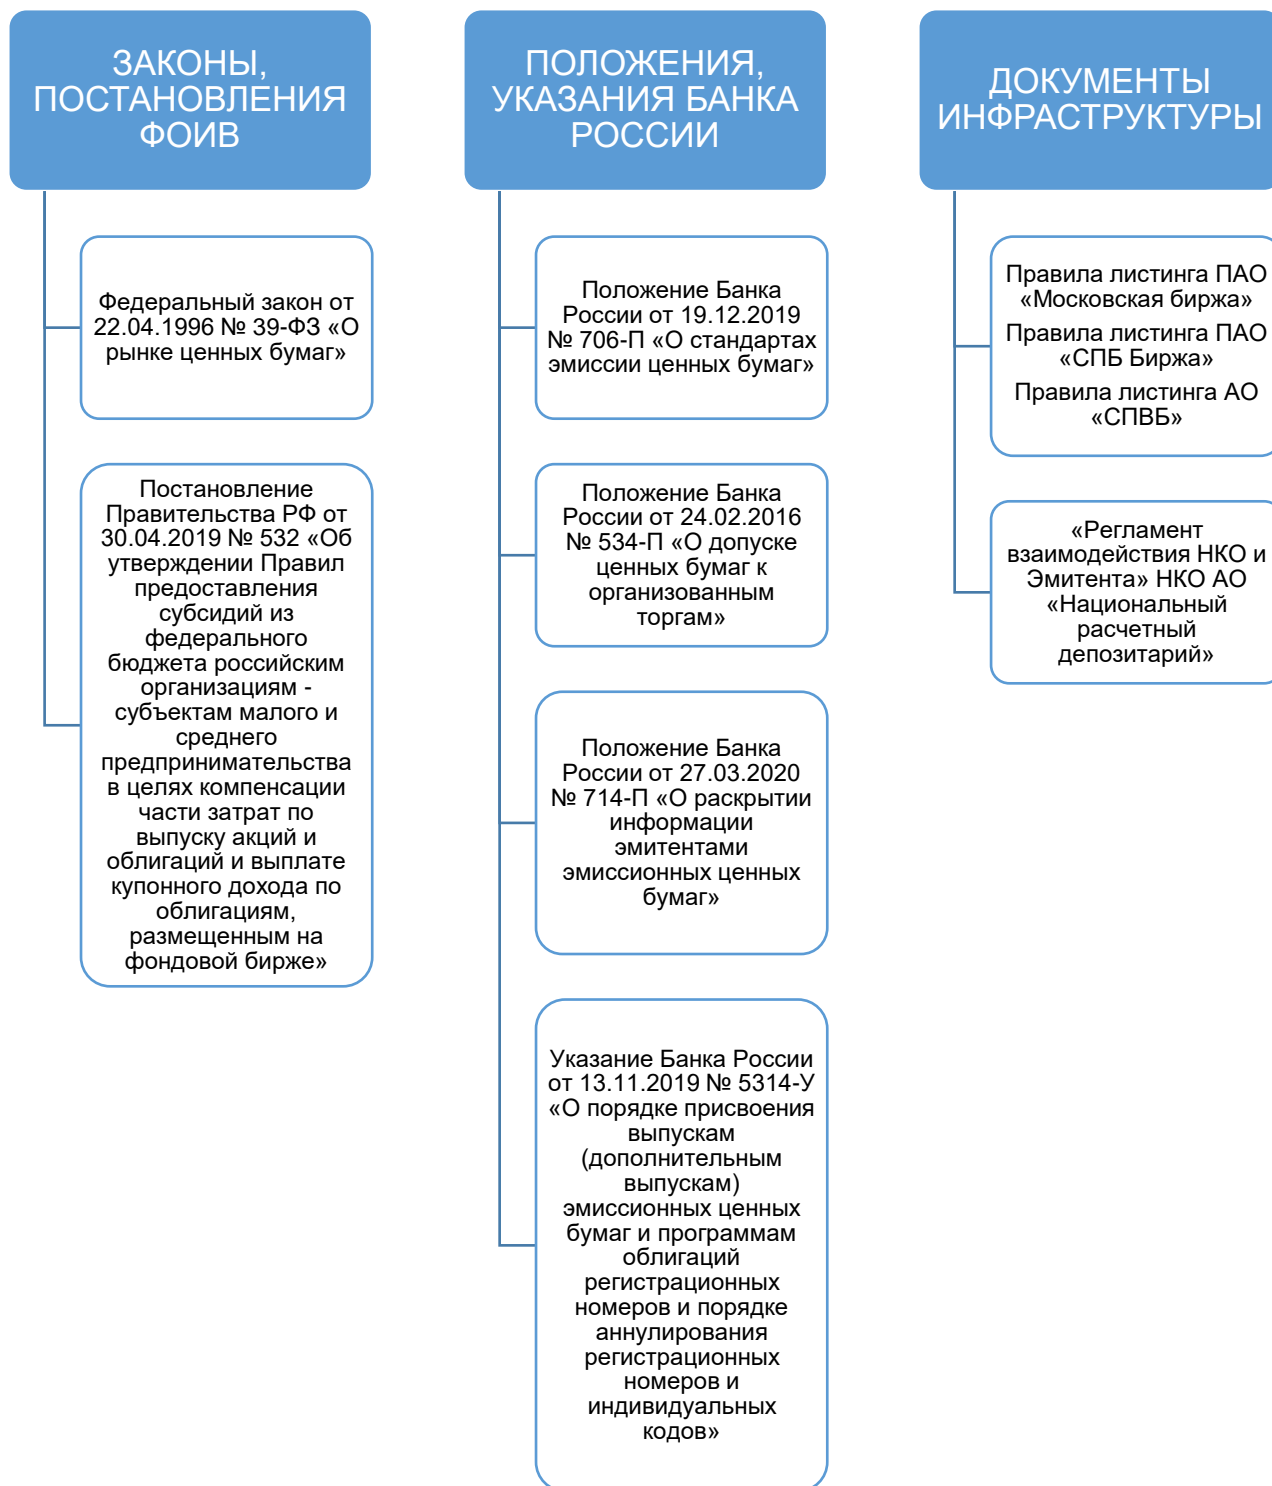 ЗАКОНЫ,
ПОСТАНОВЛЕНИЯ
ФОИВ
Федеральный закон от
22.04.1996 № 39-ФЗ «О
рынке ценных бумаг»
Постановление
Правительства РФ от
30.04.2019 № 532 «Об
утверждении Правил
предоставления
субсидий из
федерального
бюджета российским
организациям -
субъектам малого и
среднего
предпринимательства
в целях компенсации
части затрат по
выпуску акций и
облигаций и выплате
купонного дохода по
облигациям,
размещенным на
фондовой бирже»
ПОЛОЖЕНИЯ,
УКАЗАНИЯ БАНКА
РОССИИ
Положение Банка
России от 19.12.2019
№ 706-П «О стандартах
эмиссии ценных бумаг»
Положение Банка
России от 24.02.2016
№ 534-П «О допуске
ценных бумаг к
организованным
торгам»
Положение Банка
России от 27.03.2020
№ 714-П «О раскрытии
информации
эмитентами
эмиссионных ценных
бумаг»
Указание Банка России
от 13.11.2019 № 5314-У
«О порядке присвоения
выпускам
(дополнительным
выпускам)
эмиссионных ценных
бумаг и программам
облигаций
регистрационных
номеров и порядке
аннулирования
регистрационных
номеров и
индивидуальных
кодов»
ДОКУМЕНТЫ
ИНФРАСТРУКТУРЫ
Правила листинга ПАО
«Московская биржа»
Правила листинга ПАО
«СПБ Биржа»
Правила листинга АО
«СПВБ»
«Регламент
взаимодействия НКО и
Эмитента» НКО АО
«Национальный
расчетный
депозитарий»